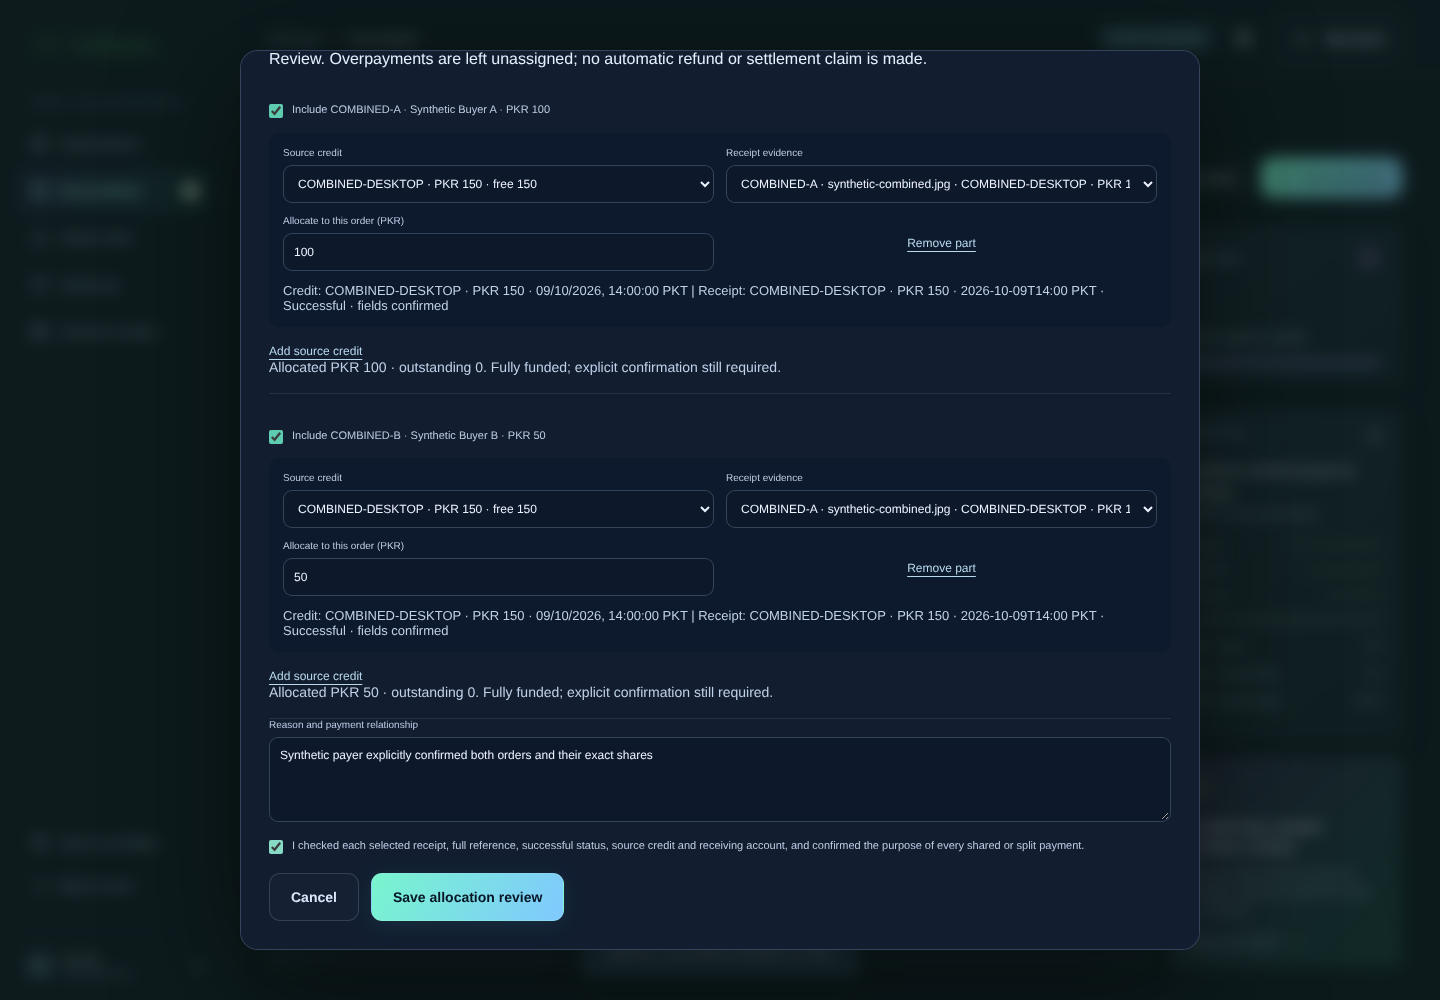 Review. Overpayments are left unassigned; no automatic refund or settlement claim is made.
Include COMBINED-A · Synthetic Buyer A · PKR 100
Source credit
Receipt evidence
COMBINED-DESKTOP · PKR 150 · free 150
COMBINED-A · synthetic-combined.jpg · COMBINED-DESKTOP · PKR 1
Allocate to this order (PKR)
100
Remove part
Credit: COMBINED-DESKTOP · PKR 150 · 09/10/2026, 14:00:00 PKT | Receipt: COMBINED-DESKTOP · PKR 150 · 2026-10-09T14:00 PKT ·
Successful · fields confirmed
Add source credit
Allocated PKR 100 · outstanding 0. Fully funded; explicit confirmation still required.
Include COMBINED-B · Synthetic Buyer B · PKR 50
Source credit
Receipt evidence
COMBINED-DESKTOP · PKR 150 · free 150
COMBINED-A · synthetic-combined.jpg · COMBINED-DESKTOP · PKR 1
Allocate to this order (PKR)
50
Remove part
Credit: COMBINED-DESKTOP · PKR 150 · 09/10/2026, 14:00:00 PKT | Receipt: COMBINED-DESKTOP · PKR 150 · 2026-10-09T14:00 PKT ·
Successful · fields confirmed
Add source credit
Allocated PKR 50 · outstanding 0. Fully funded; explicit confirmation still required.
Reason and payment relationship
Synthetic payer explicitly confirmed both orders and their exact shares
I checked each selected receipt, full reference, successful status, source credit and receiving account, and confirmed the purpose of every shared or split payment.
Cancel
Save allocation review